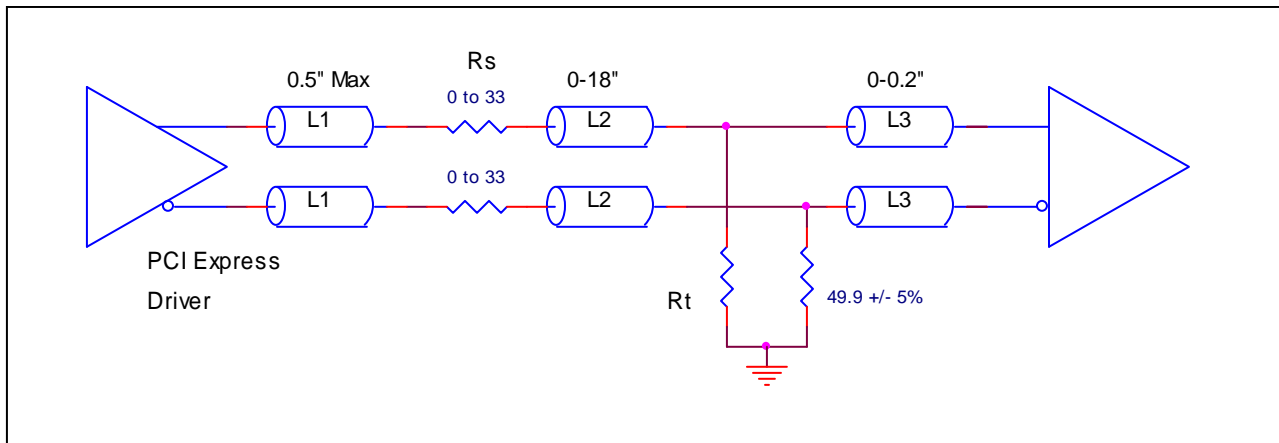 Rs
0.5" Max
0 to 33
0-18"
0-0.2"
L1
L2
L3
0 to 33
L1
L2
L3
PCI Express
Driver
Rt
49.9 +/- 5%